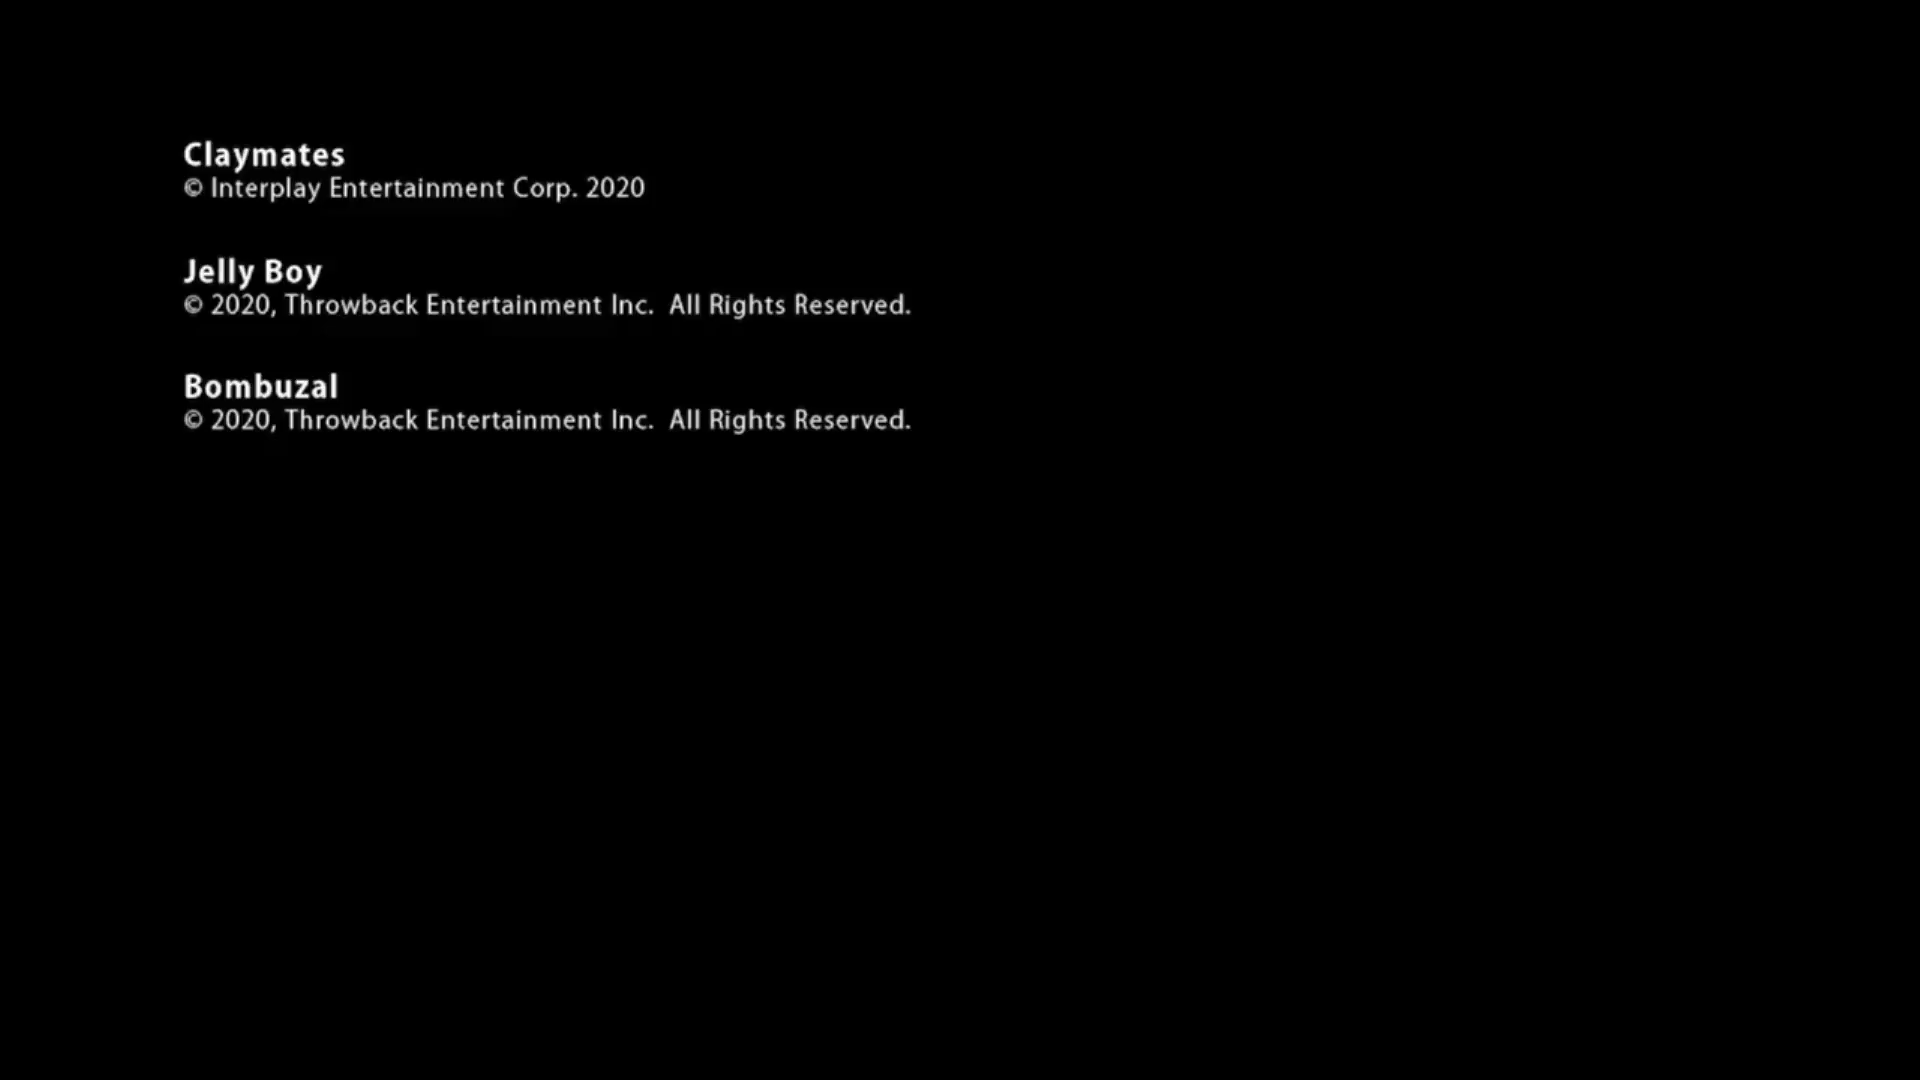 Claymates
© Interplay Entertainment Corp. 2020
Jelly Boy
© 2020, Throwback Entertainment Inc.  All Rights Reserved.
Bombuzal
© 2020, Throwback Entertainment Inc.  All Rights Reserved.